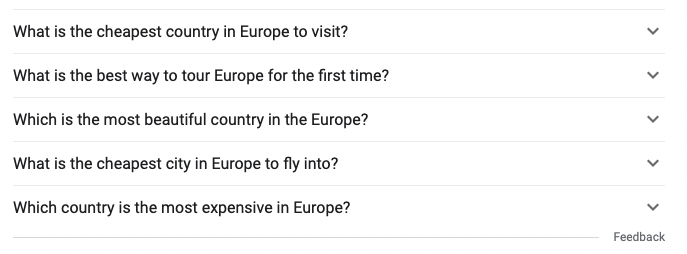 What is the cheapest country in Europe to visit?
What is the best way to tour Europe for the first time?
Which is the most beautiful country in the Europe?
What is the cheapest city in Europe to fly into?
Which country is the most expensive in Europe?
Feedback